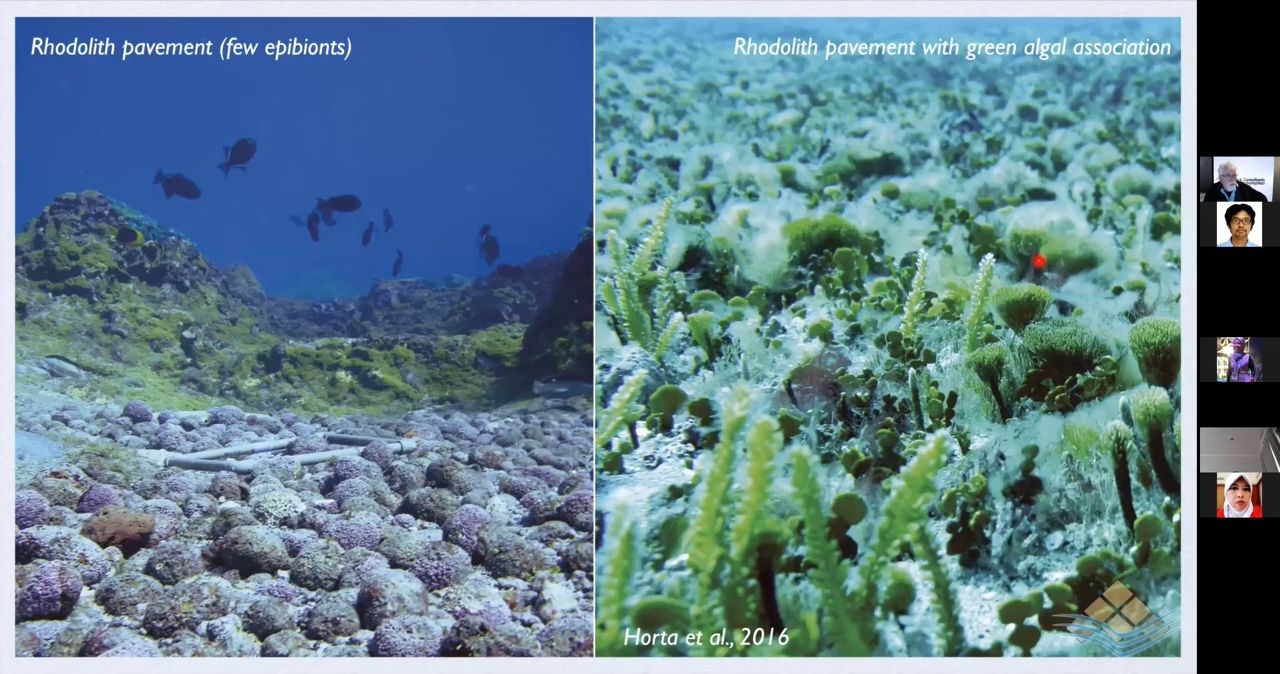 Rhodolith pavement (few epibionts)
Rhodolith pavement with green algal association
Horta et al., 2016